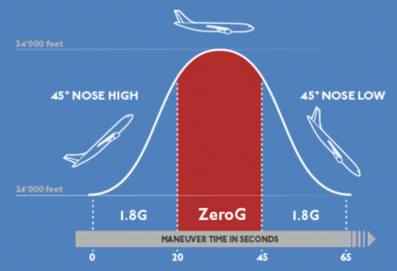 34'000 feet
45° NOSE HIGH
45° NOSE LOW
24'000 feet
1.8G
ZeroG
1.8G
MANEUVER TIME IN SECONDS
0
20
45
65